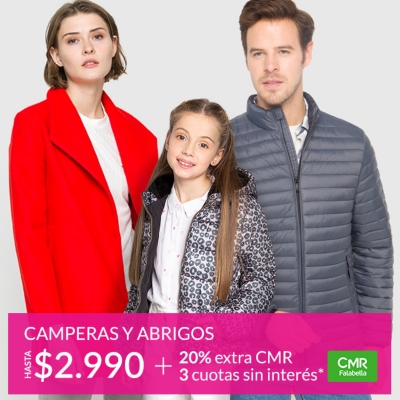 CAMPERAS Y ABRIGOS
HASTA $2.990 + 20% extra CMR
3 cuotas sin interés*
CMR
Falabella